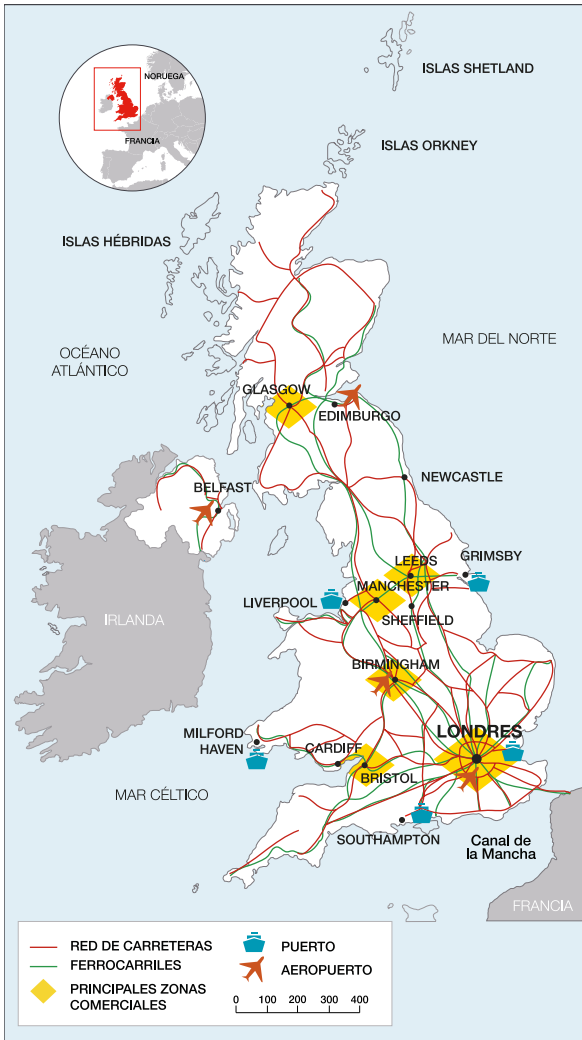 NORUEGA
FRANCIA
ISLAS SHETLAND
ISLAS ORKNEY
ISLAS HÉBRIDAS
MAR DEL NORTE
OCÉANO
ATLÁNTICO
GLASGOW
EDIMBURGO
NEWCASTLE
BELFAST
LEEDS
GRIMSBY
MANCHESTER
LIVERPOOL
SHEFFIELD
IRLANDA
BIRMINGHAM
LONDRES
MILFORD
HAVEN
CARDIFF
BRISTOL
MAR CÉLTICO
SOUTHAMPTON
Canal de
la Mancha
FRANCIA
RED DE CARRETERAS
FERROCARRILES
PRINCIPALES ZONAS
COMERCIALES
PUERTO
AEROPUERTO
0 100 200 300 400